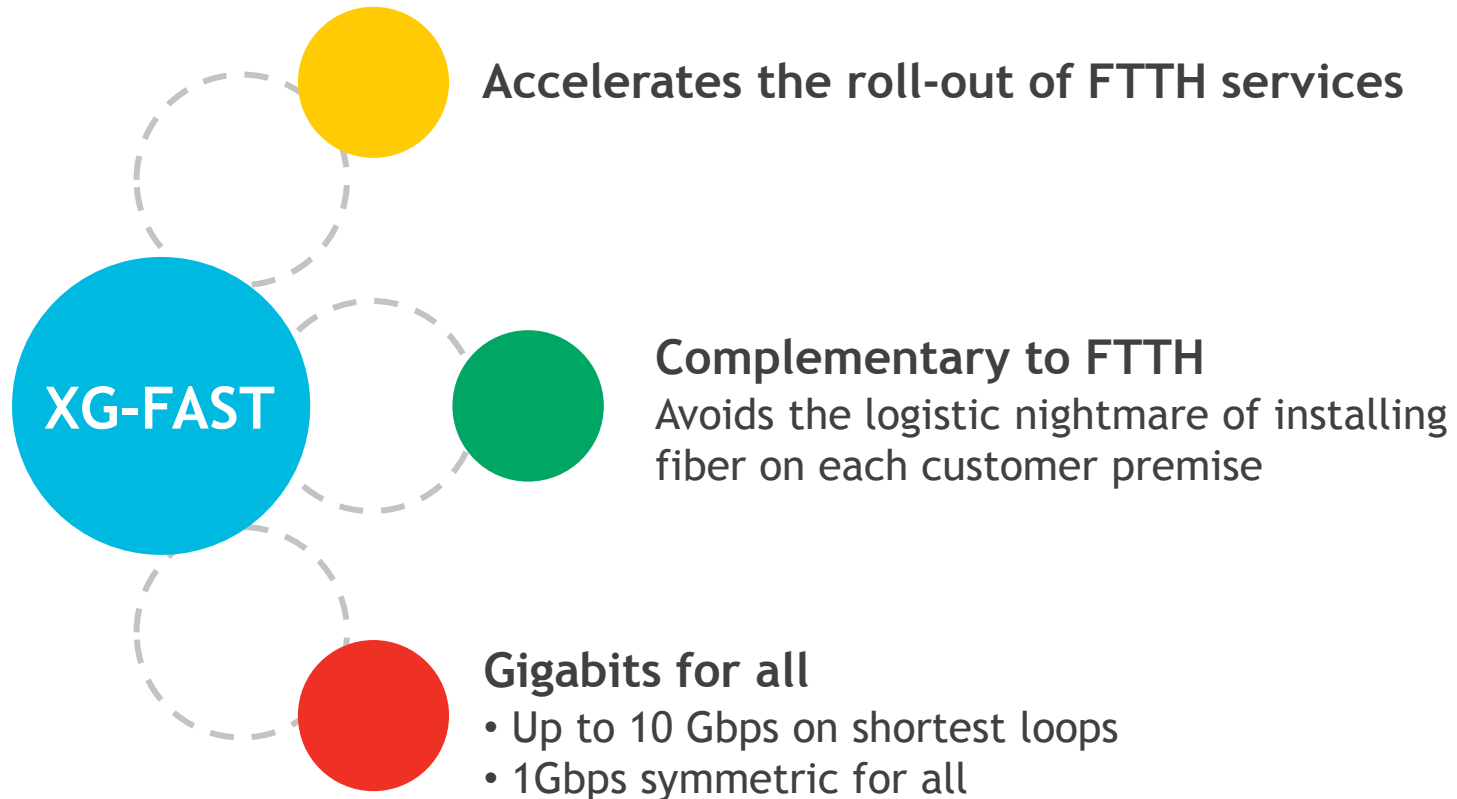 Accelerates the roll-out of FTTH services
XG-FAST
Complementary to FTTH
Avoids the logistic nightmare of installing
fiber on each customer premise
Gigabits for all
• Up to 10 Gbps on shortest loops
• 1Gbps symmetric for all